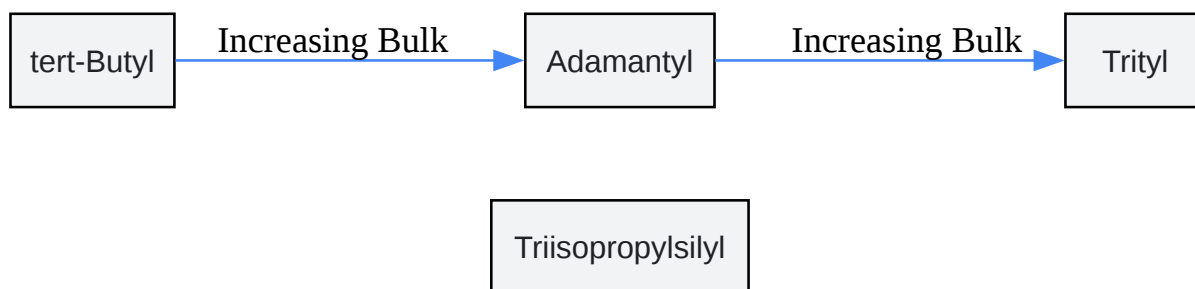 tert-Butyl
Increasing Bulk
Adamantyl
Increasing Bulk
Trityl
Triisopropylsilyl